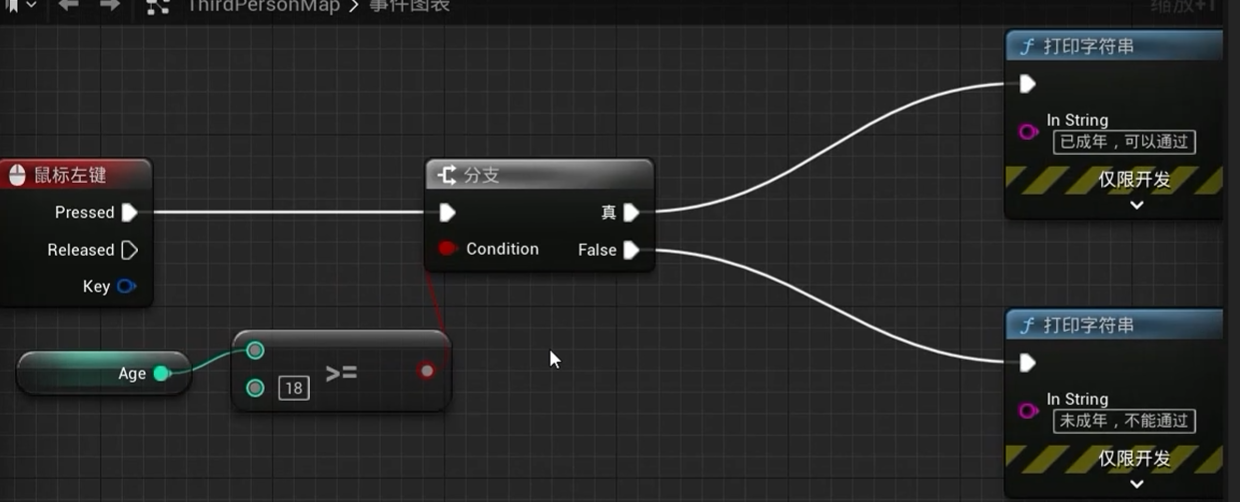 ThirdPersonMap > 事件图表
缩放+1
打印字符串
In String
已成年，可以通过
仅限开发
鼠标左键
Pressed
Released
Key
分支
真
Condition
False
Age
>=
18
打印字符串
In String
未成年，不能通过
仅限开发